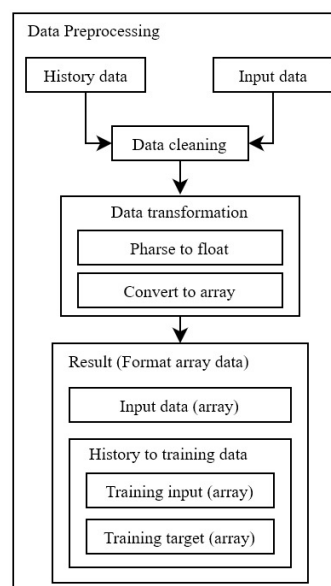 Data Preprocessing
History data
Input data
Data cleaning
Data transformation
Pharse to float
Convert to array
Result (Format array data)
Input data (array)
History to training data
Training input (array)
Training target (array)